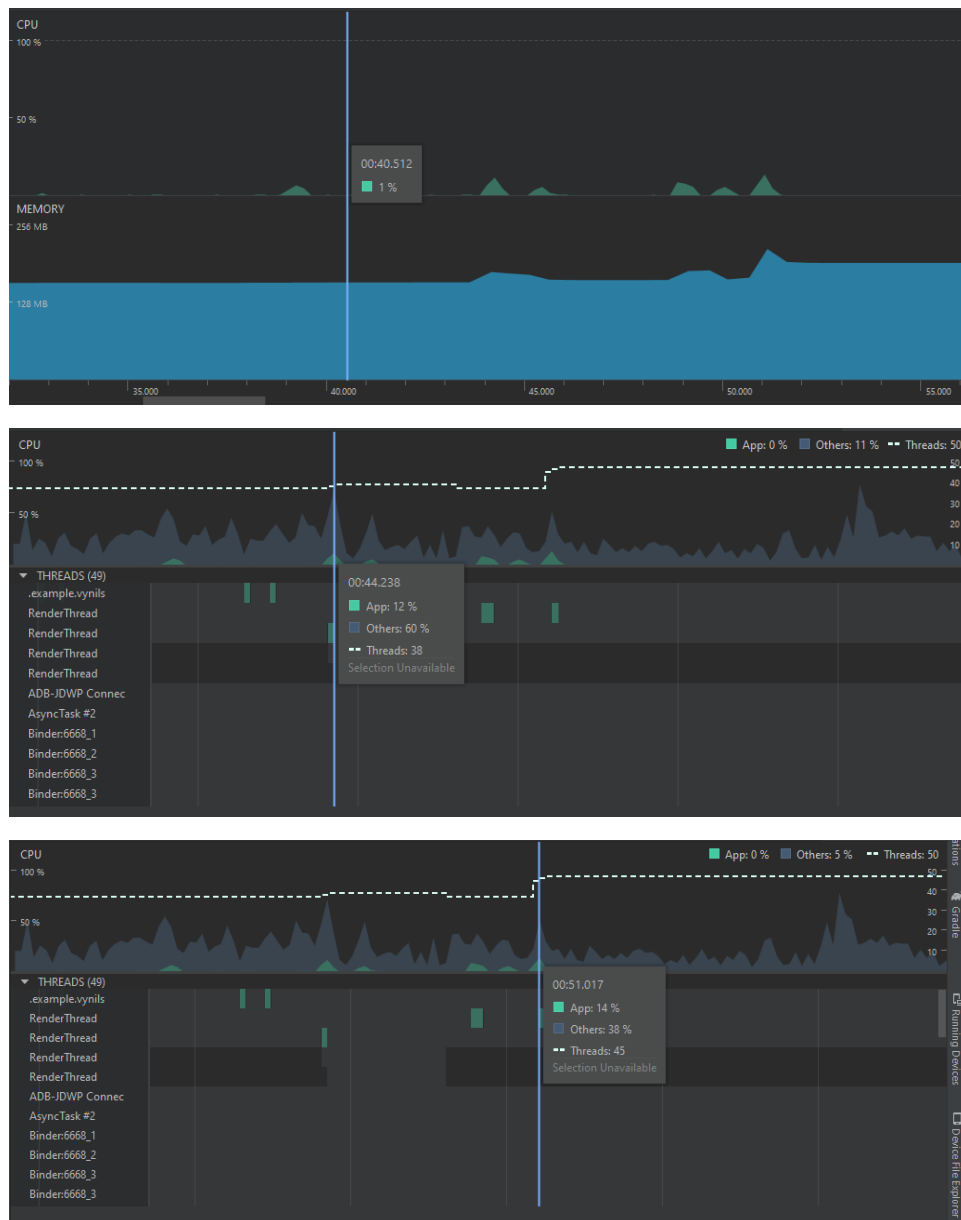 CPU
100 %
50 %
00:40.512
1 %
MEMORY
256 MB
128 MB
35.000 40.000 45.000 50.000 55.000
CPU App: 0 % Others: 11 % Threads: 50
100 % 50
40
50 % 30
20
10
THREADS (49)
.example.vynils
RenderThread
RenderThread
RenderThread
RenderThread
ADB-JDWP Connec
AsyncTask #2
Binder:6668_1
Binder:6668_2
Binder:6668_3
Binder:6668_3
00:44.238
App: 12 %
Others: 60 %
Threads: 38
Selection Unavailable
CPU App: 0 % Others: 5 % Threads: 50
100 % 50
40
50 % 30
20
10
THREADS (49)
.example.vynils
RenderThread
RenderThread
RenderThread
RenderThread
ADB-JDWP Connec
AsyncTask #2
Binder:6668_1
Binder:6668_2
Binder:6668_3
Binder:6668_3
00:51.017
App: 14 %
Others: 38 %
Threads: 45
Selection Unavailable
Gradle
Running Devices
Device File Explorer